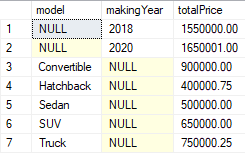 model makingYear totalPrice
1 NULL 2018 1550000.00
2 NULL 2020 1650001.00
3 Convertible NULL 900000.00
4 Hatchback NULL 400000.75
5 Sedan NULL 500000.00
6 SUV NULL 650000.00
7 Truck NULL 750000.25